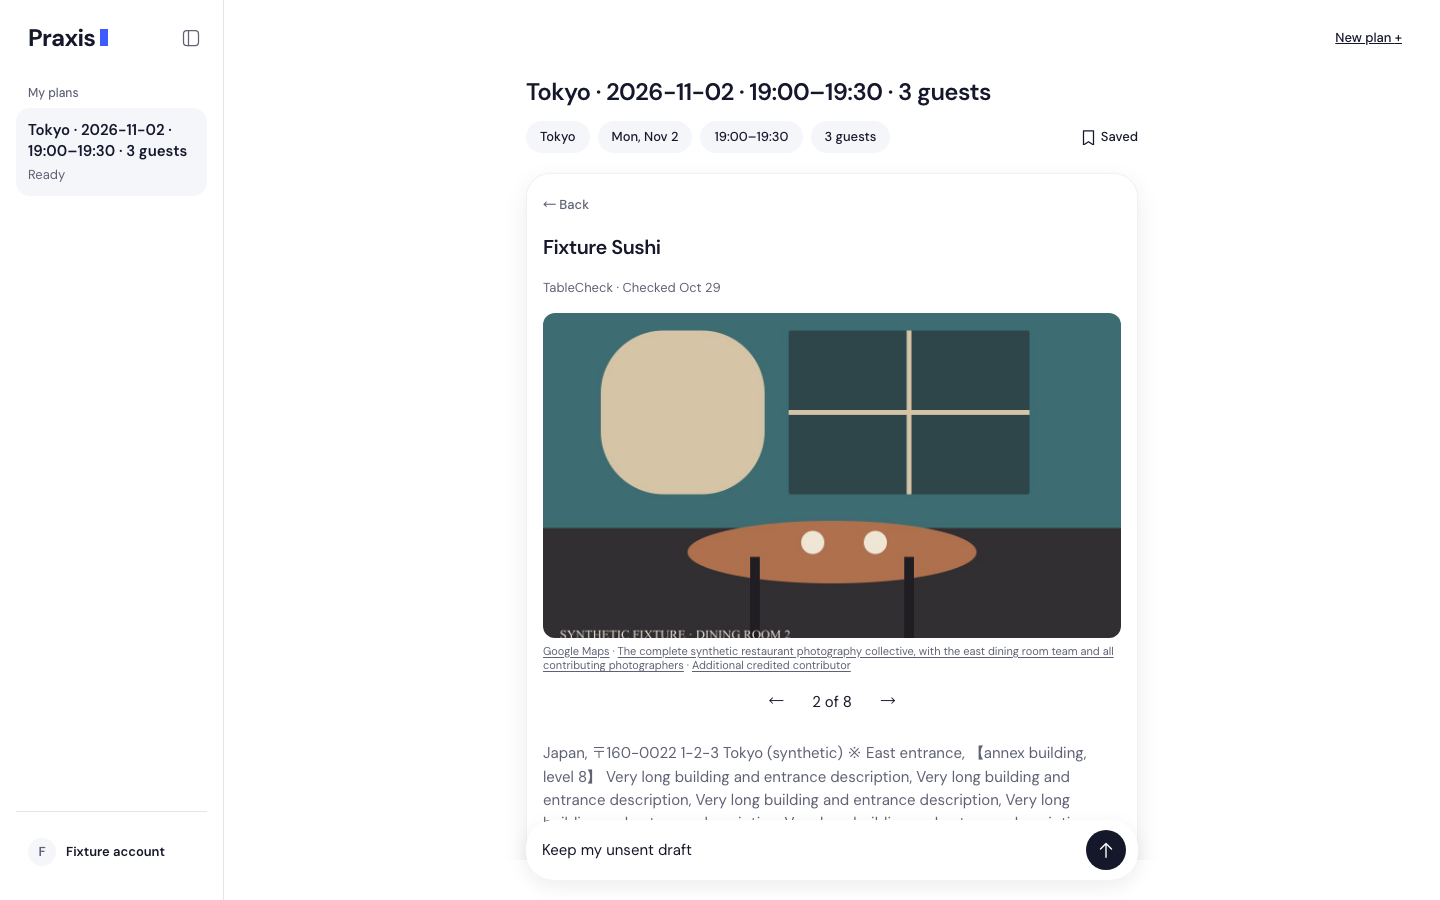 Praxis
New plan +
My plans
Tokyo · 2026-11-02 ·
19:00–19:30 · 3 guests
Ready
Tokyo · 2026-11-02 · 19:00–19:30 · 3 guests
Tokyo
Mon, Nov 2
19:00–19:30
3 guests
Saved
← Back
Fixture Sushi
TableCheck · Checked Oct 29
SYNTHETIC FIXTURE · DINING ROOM 2
Google Maps · The complete synthetic restaurant photography collective, with the east dining room team and all
contributing photographers · Additional credited contributor
← 2 of 8 →
Japan, 〒160-0022 1-2-3 Tokyo (synthetic) ※ East entrance, 【annex building,
level 8】 Very long building and entrance description, Very long building and
entrance description, Very long building and entrance description, Very long
Keep my unsent draft
F
Fixture account